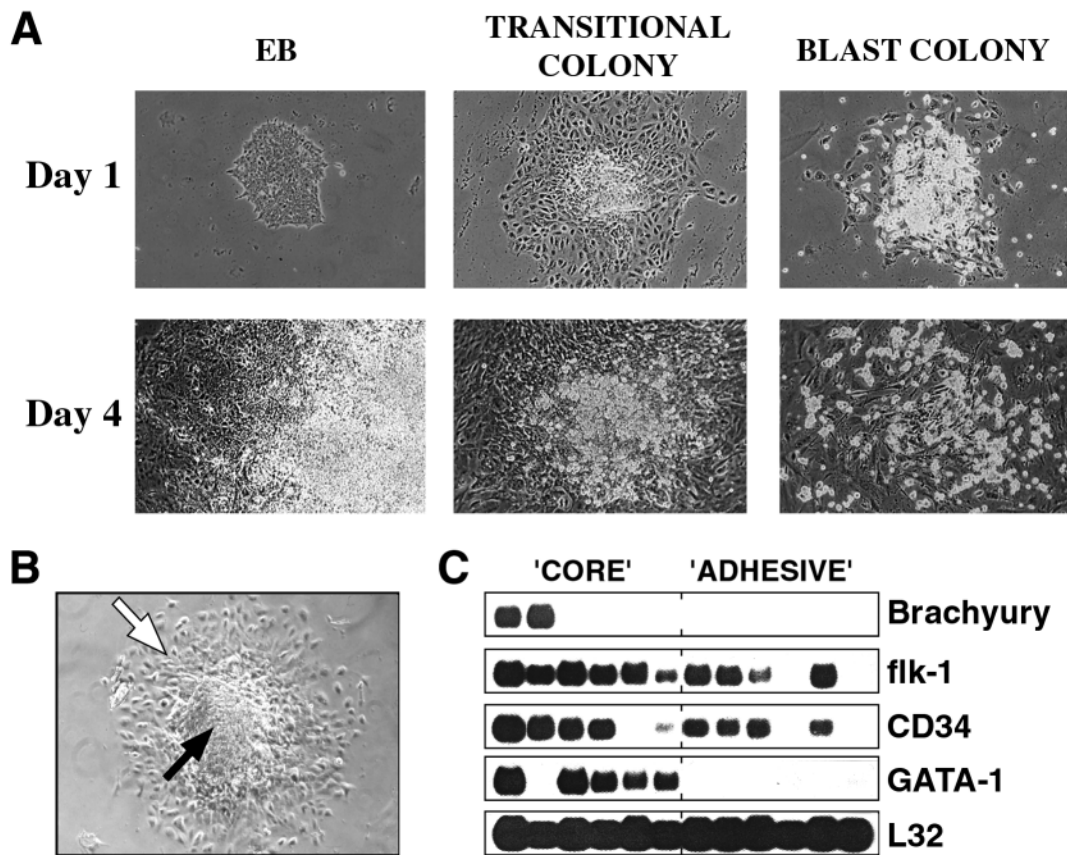 A
EB
TRANSITIONAL
COLONY
BLAST COLONY
Day 1
Day 4
B
C
'CORE' 'ADHESIVE'
Brachyury
flk-1
CD34
GATA-1
L32